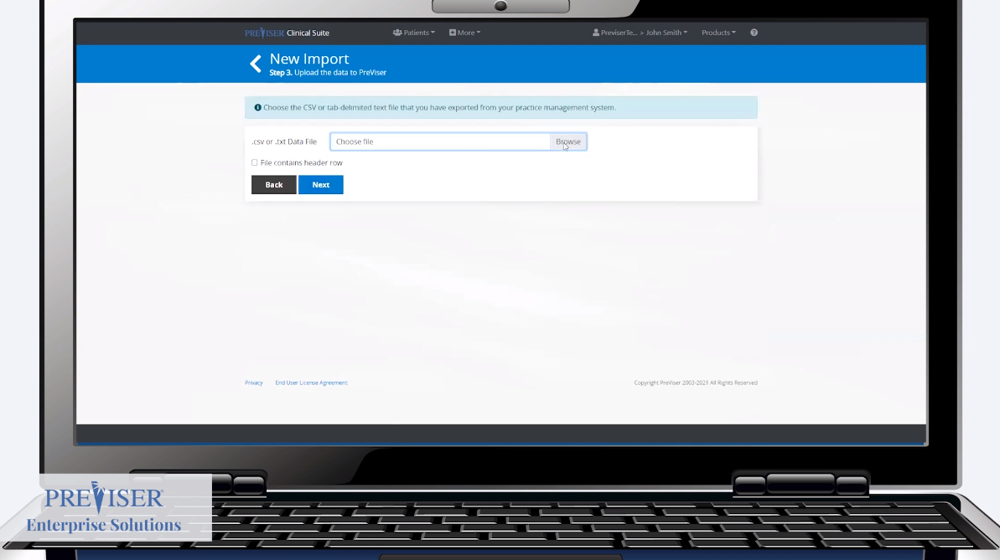 PREVISER Clinical Suite
Patients
More
PreviserTe... > John Smith
Products
New Import
Step 3. Upload the data to PreViser
Choose the CSV or tab-delimited text file that you have exported from your practice management system.
.csv or .txt Data File
Choose file
Browse
File contains header row
Back
Next
Privacy
End User License Agreement
Copyright PreViser 2003-2021 All Rights Reserved
PREVISER
Enterprise Solutions